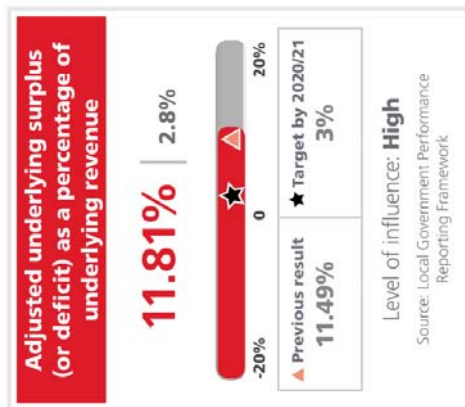 Adjusted underlying surplus
(or deficit) as a percentage of
underlying revenue
11.81% | 2.8%
-20%
0
20%
Previous result
11.49%
Target by 2020/21
3%
Level of influence: High
Source: Local Government Performance
Reporting Framework